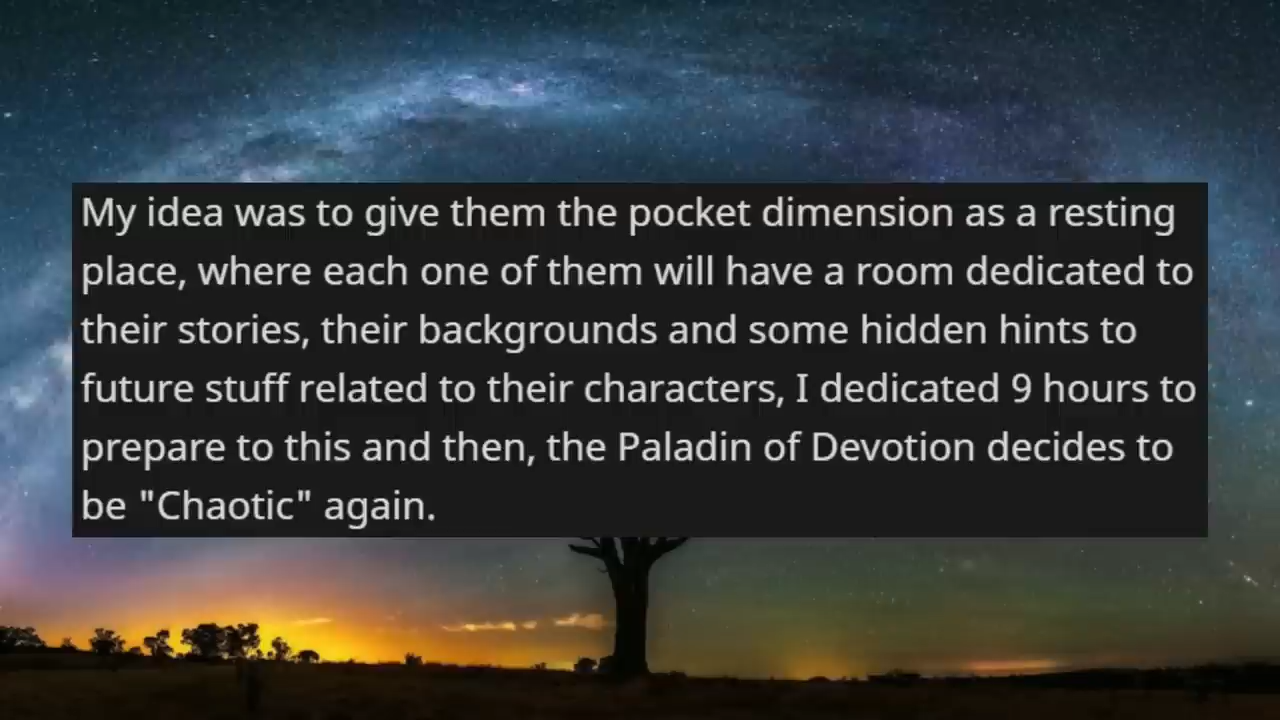 My idea was to give them the pocket dimension as a resting
place, where each one of them will have a room dedicated to
their stories, their backgrounds and some hidden hints to
future stuff related to their characters, I dedicated 9 hours to
prepare to this and then, the Paladin of Devotion decides to
be "Chaotic" again.